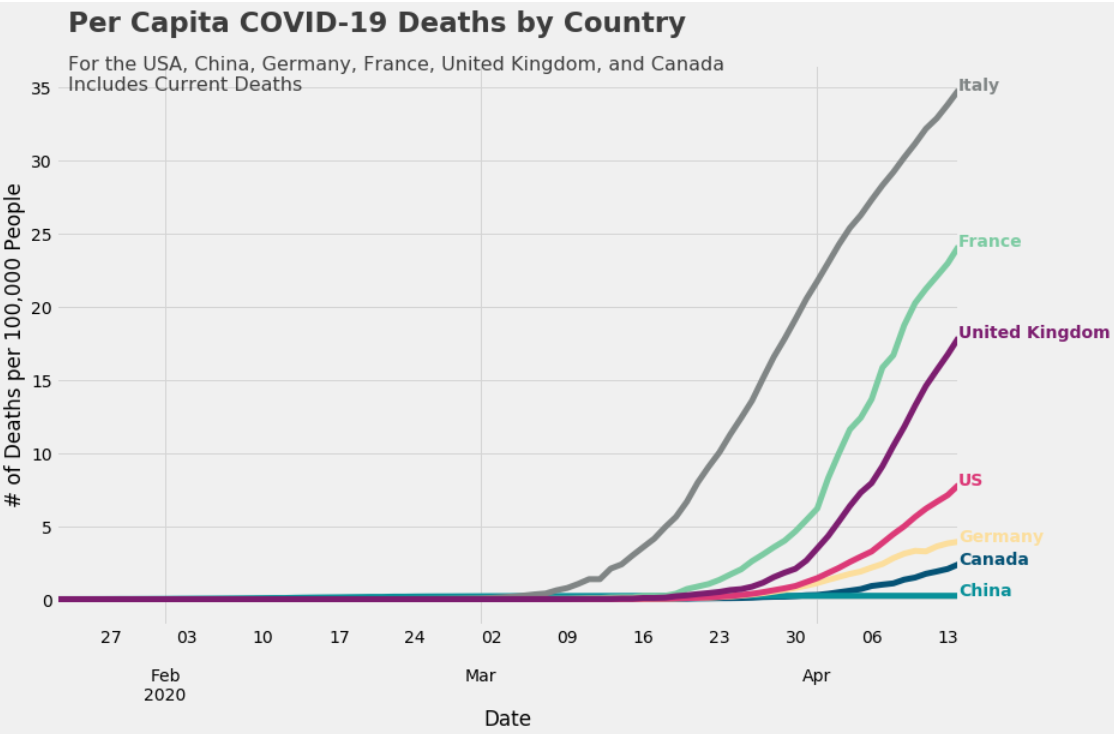 Per Capita COVID-19 Deaths by Country
For the USA, China, Germany, France, United Kingdom, and Canada
Includes Current Deaths
# of Deaths per 100,000 People
35
30
25
20
15
10
5
0
Italy
France
United Kingdom
US
Germany
Canada
China
27 03 10 17 24 02 09 16 23 30 06 13
Feb Mar Apr
2020
Date